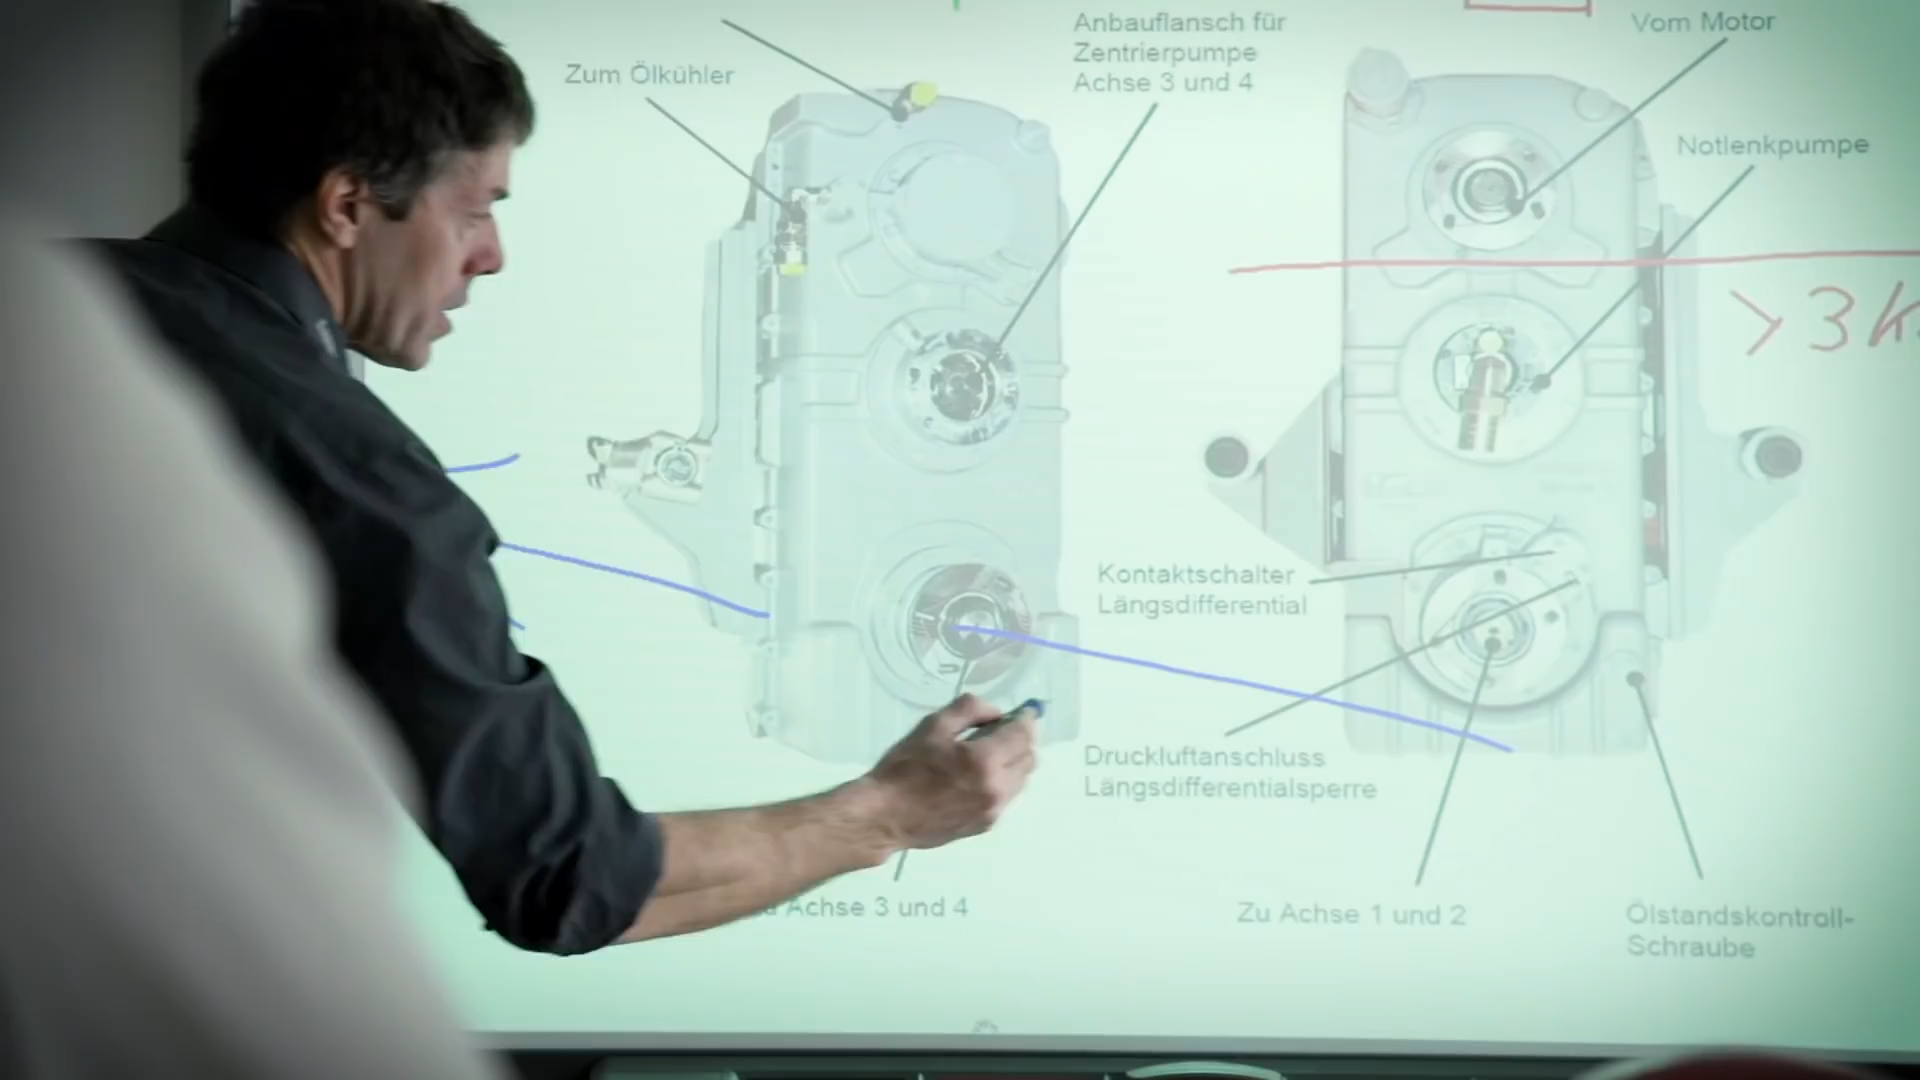 Anbauflansch für
Zentrierpumpe
Achse 3 und 4
Vom Motor
Zum Ölkühler
Notlenkpumpe
> 3
Kontaktschalter
Längsdifferential
Druckluftanschluss
Längsdifferentialsperre
Achse 3 und 4
Zu Achse 1 und 2
Ölstandskontroll-
Schraube